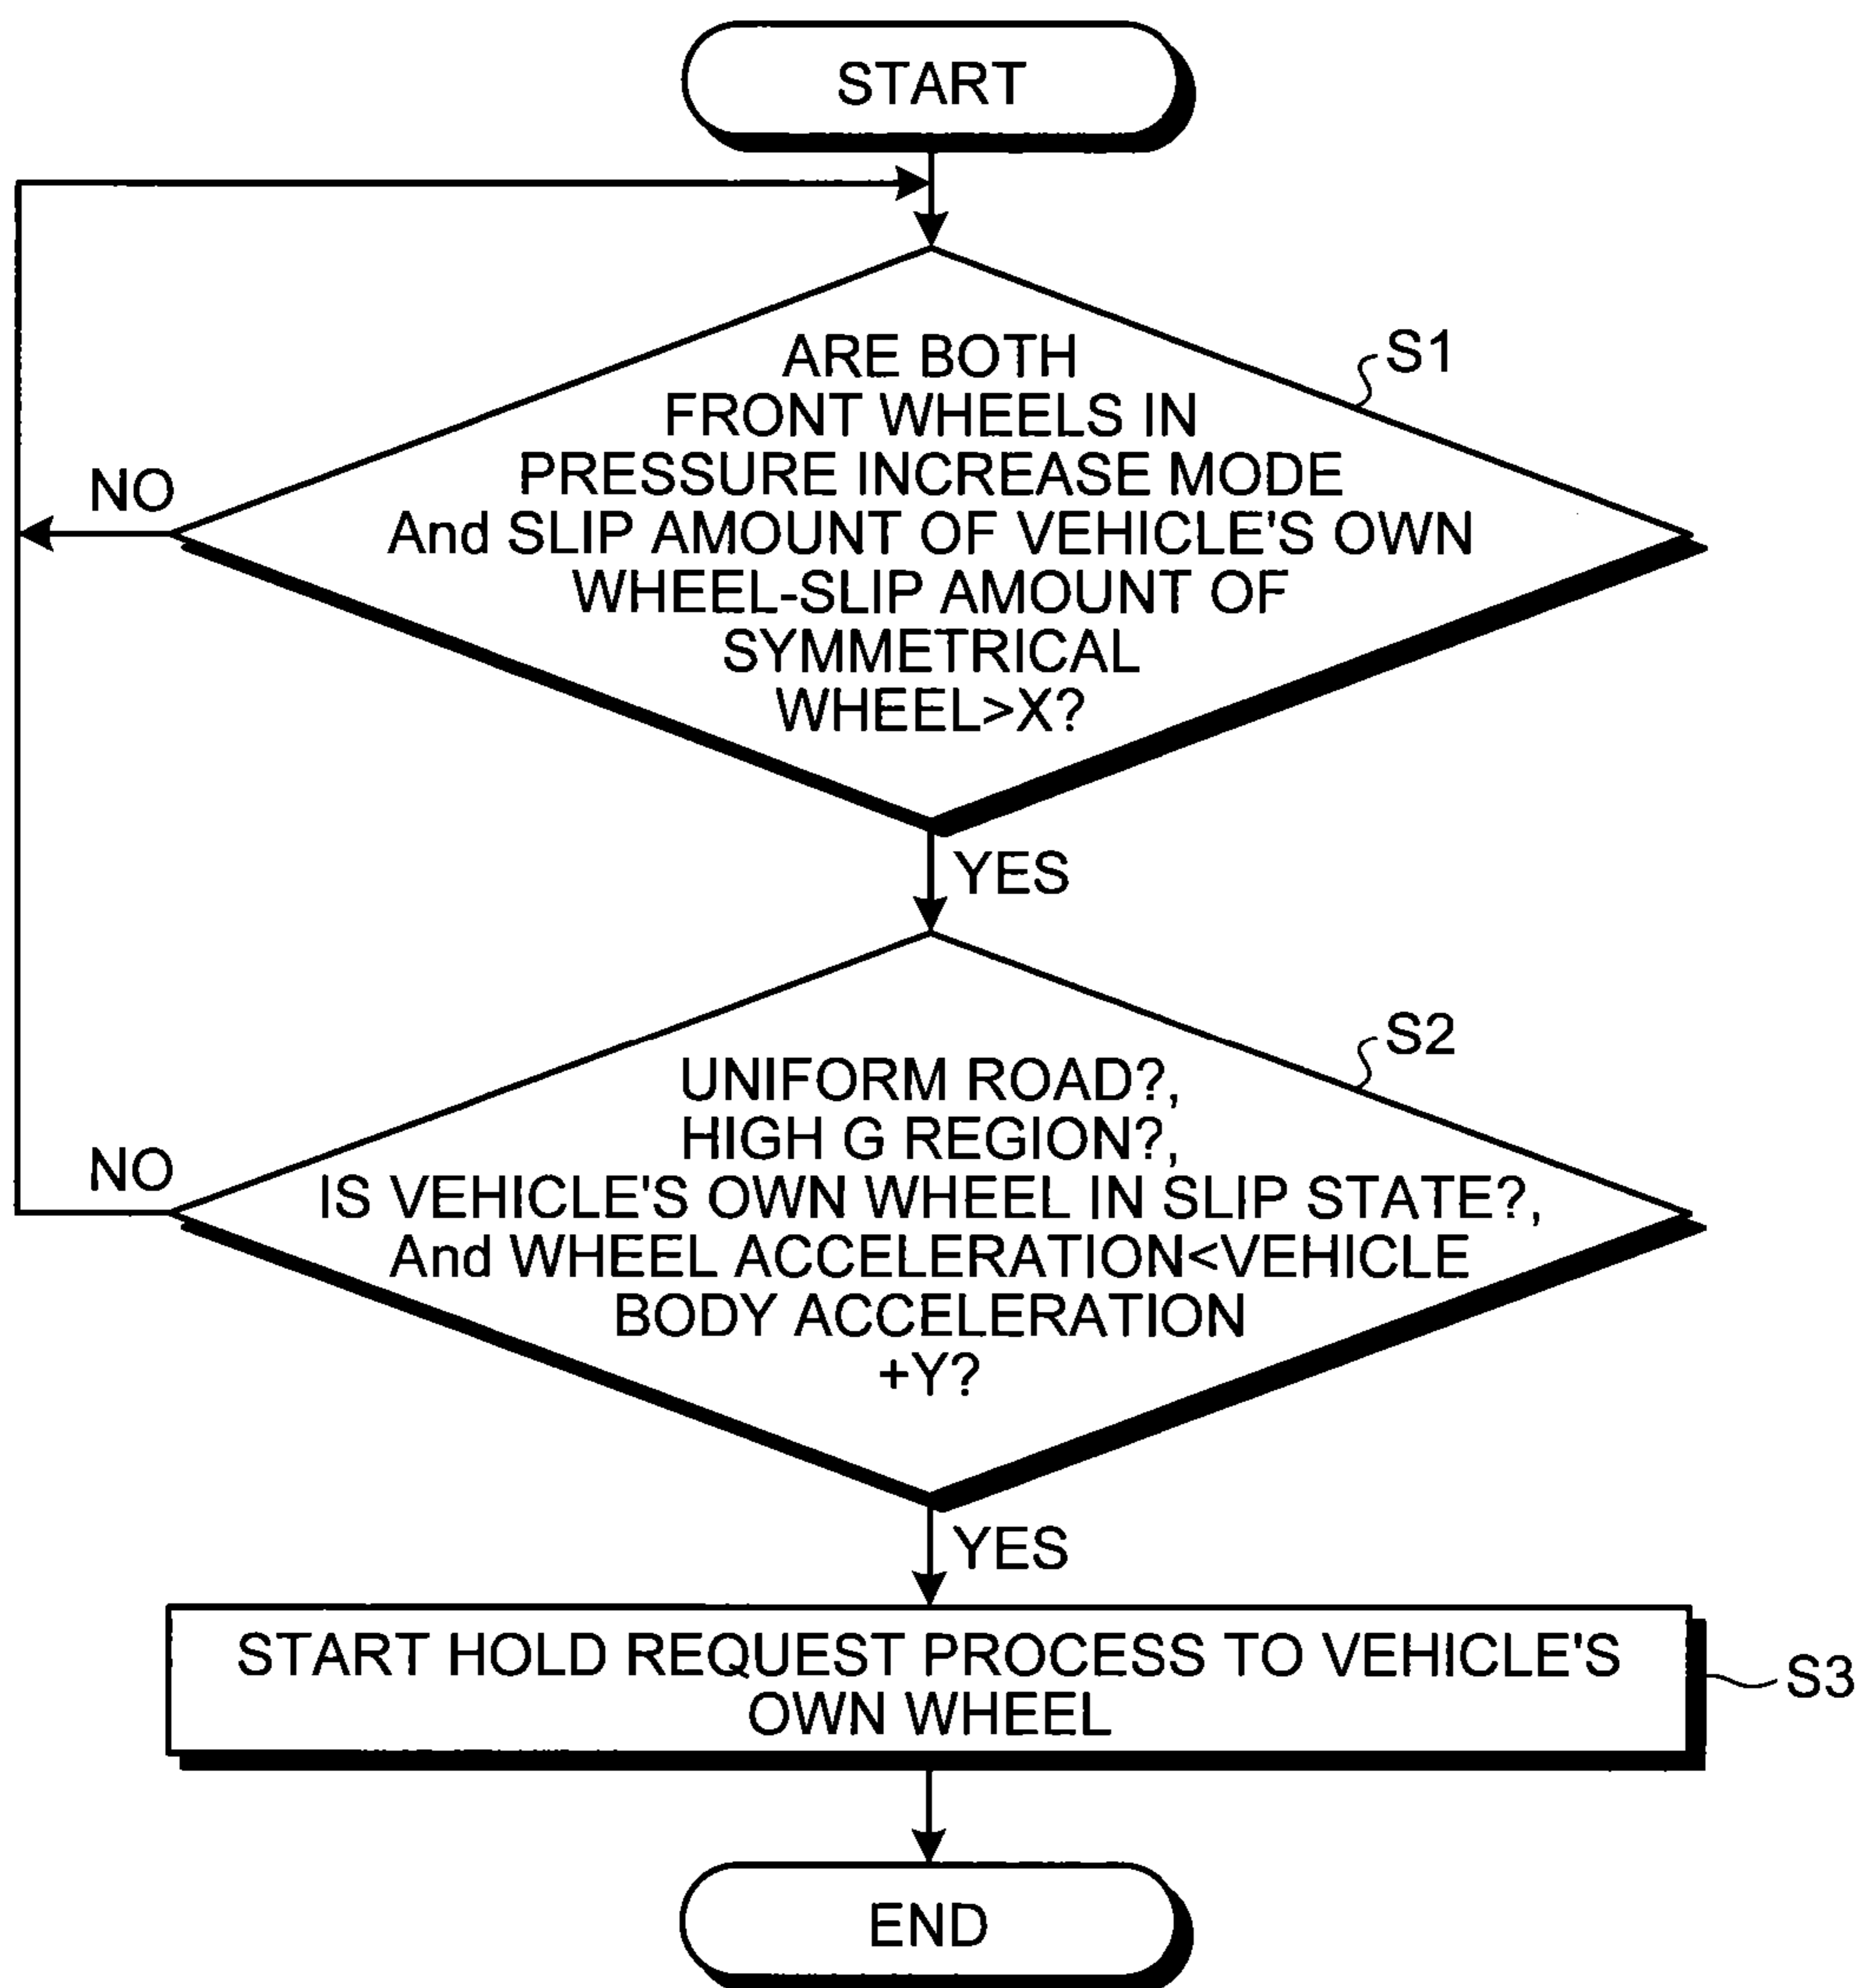 START
ARE BOTH
FRONT WHEELS IN
PRESSURE INCREASE MODE
And SLIP AMOUNT OF VEHICLE'S OWN
WHEEL-SLIP AMOUNT OF
SYMMETRICAL
WHEEL>X?
S1
NO
YES
UNIFORM ROAD?,
HIGH G REGION?,
IS VEHICLE'S OWN WHEEL IN SLIP STATE?,
And WHEEL ACCELERATION<VEHICLE
BODY ACCELERATION
+Y?
S2
NO
YES
START HOLD REQUEST PROCESS TO VEHICLE'S
OWN WHEEL
S3
END